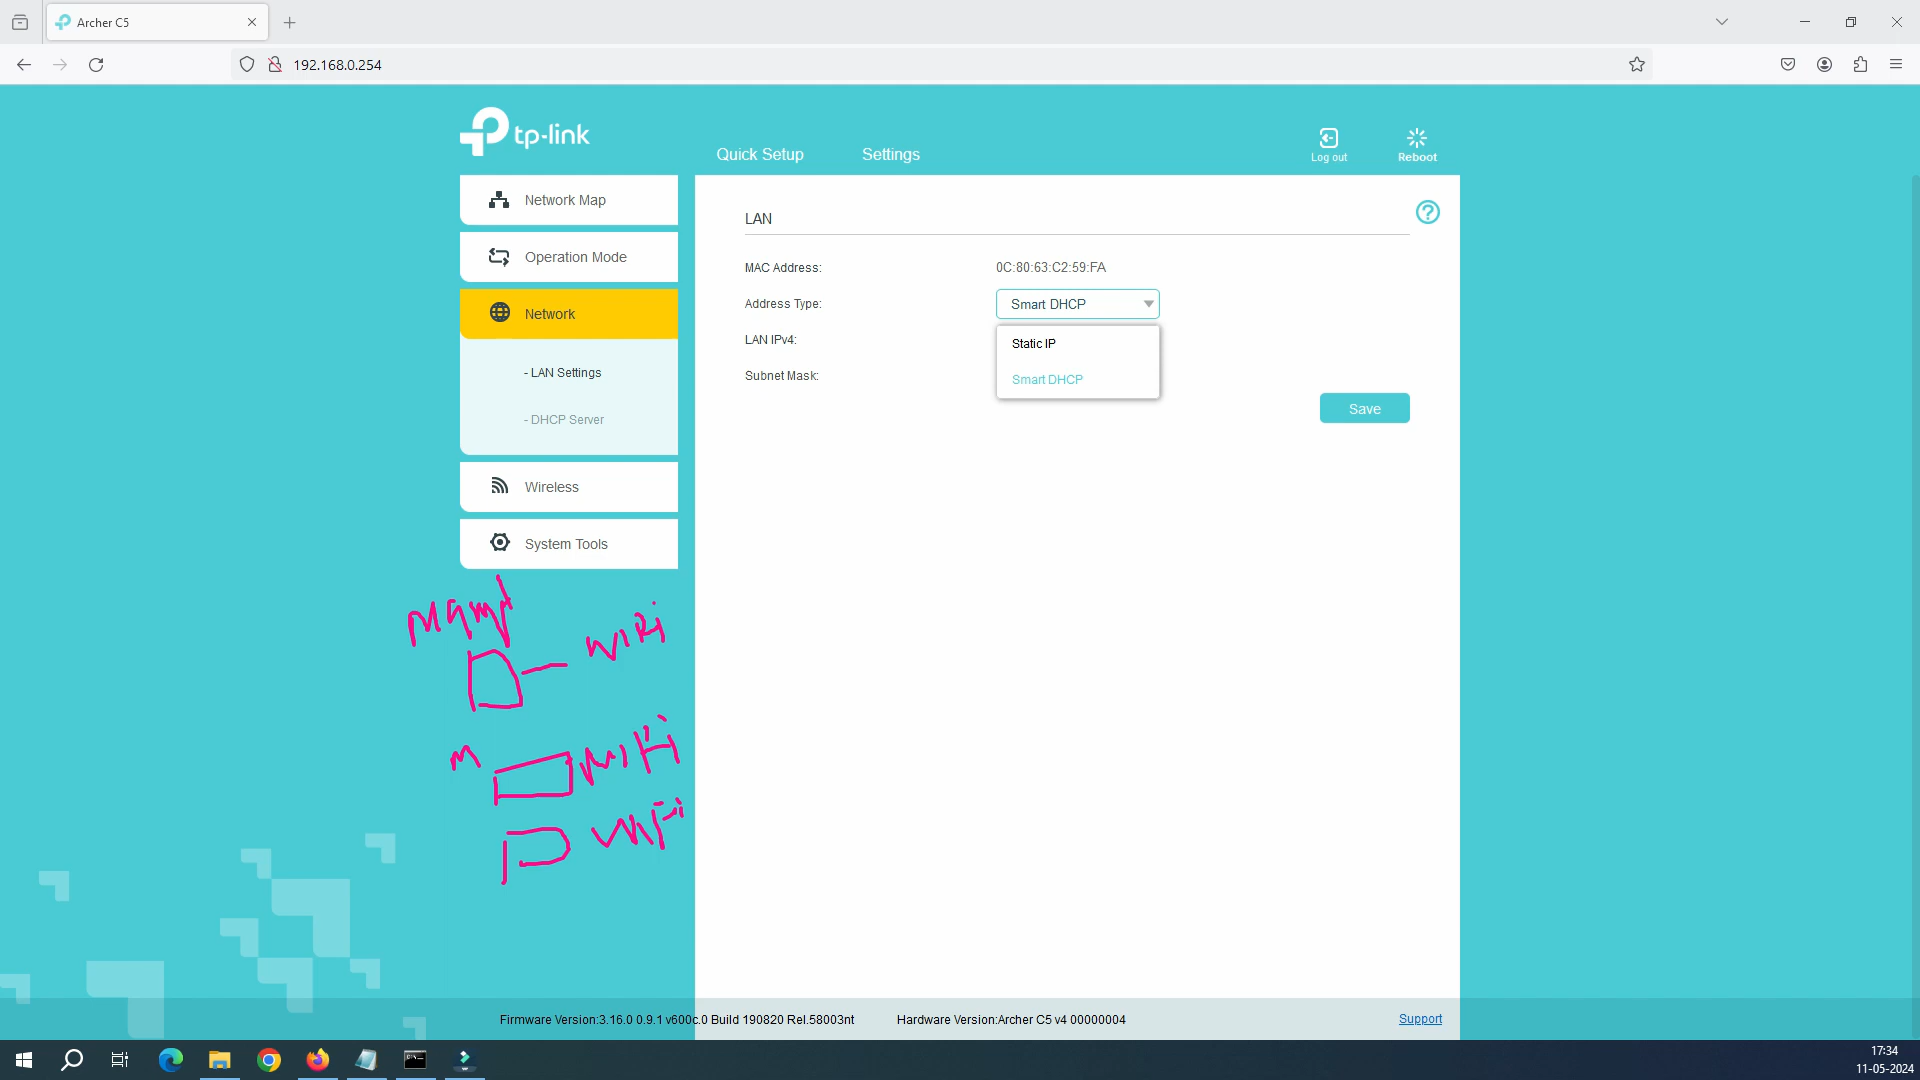 Archer C5
192.168.0.254
tp-link
Quick Setup
Settings
Log out
Reboot
Network Map
Operation Mode
Network
- LAN Settings
- DHCP Server
Wireless
System Tools
LAN
MAC Address:
0C:80:63:C2:59:FA
Address Type:
Smart DHCP
LAN IPv4:
Static IP
Subnet Mask:
Smart DHCP
Save
Firmware Version:3.16.0 0.9.1 v600c.0 Build 190820 Rel.58003nt
Hardware Version:Archer C5 v4 00000004
Support
17:34
11-05-2024